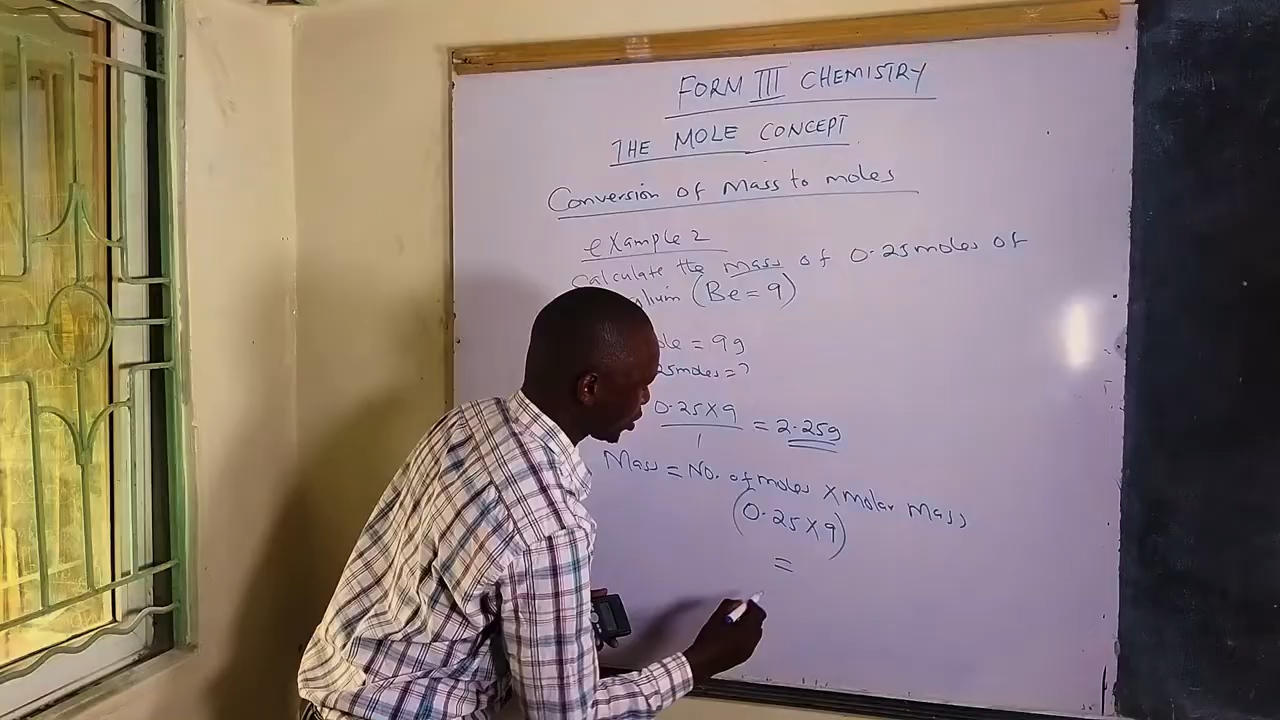 FORM III CHEMISTRY
THE MOLE CONCEPT
Conversion of Mass to moles
example 2
Calculate the mass of 0.25moles of
(Be = 9)
= 9g
moles = ?
0.25 X 9 / 1 = 2.25g
Mass = NO. of moles X molar Mass
(0.25 X 9)
=